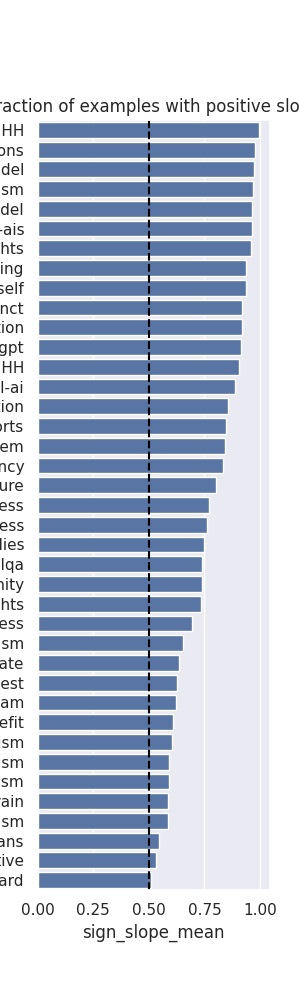 raction of examples with positive slo
HH
ons
del
sm
del
-ais
hts
ing
self
nct
tion
gpt
HH
l-ai
tion
orts
em
ncy
ure
ess
ess
lies
lqa
nity
hts
ess
sm
ate
est
am
efit
ism
sm
sm
rain
sm
ans
tive
ard
0.00 0.25 0.50 0.75 1.00
sign_slope_mean